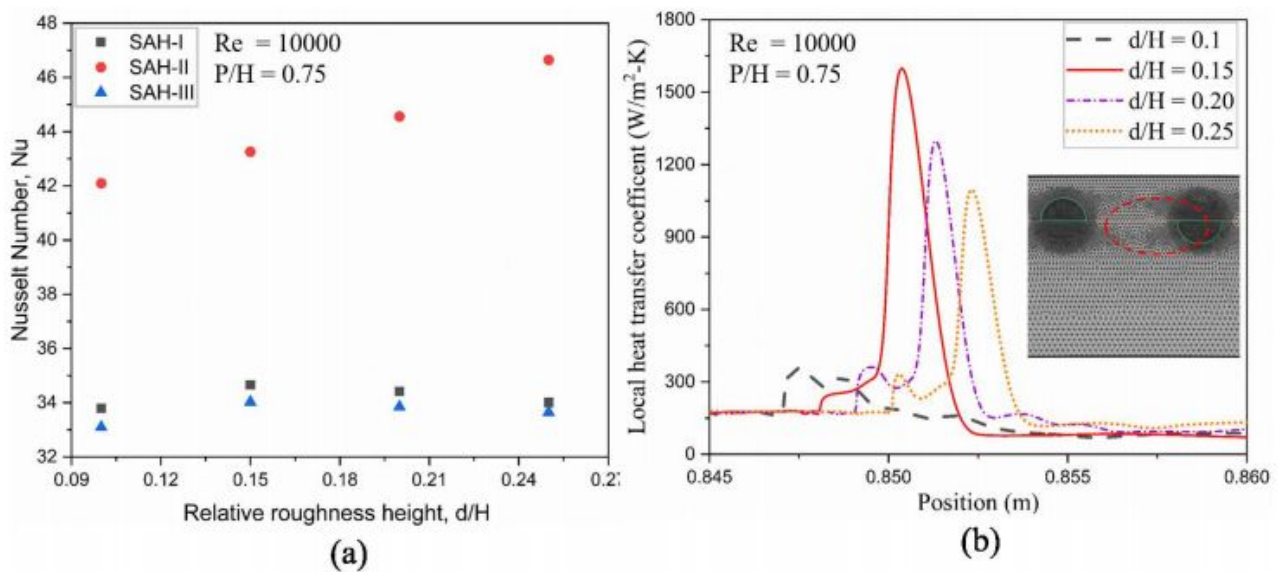 48
46
44
42
40
38
36
34
32
Nusselt Number, Nu
SAH-I
SAH-II
SAH-III
Re = 10000
P/H = 0.75
0.09
0.12
0.15
0.18
0.21
0.24
Relative roughness height, d/H
(a)
1800
1500
1200
900
600
300
0
Local heat transfer coefficent (W/m²-K)
Re = 10000
P/H = 0.75
d/H = 0.1
d/H = 0.15
d/H = 0.20
d/H = 0.25
0.845
0.850
0.855
0.860
Position (m)
(b)